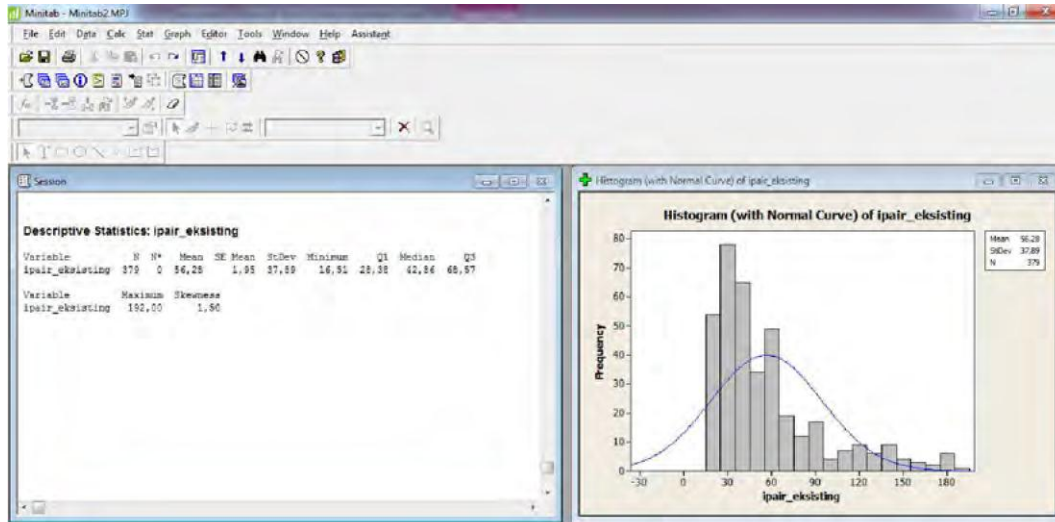 Minitab - Minitab2.MPJ
File Edit Data Calc Stat Graph Editor Tools Window Help Assistant
Session
Descriptive Statistics: ipair_eksisting
Variable N N* Mean SE Mean StDev Minimum Q1 Median Q3
ipair_eksisting 379 0 56,28 1,95 37,89 16,51 28,38 42,86 68,57
Variable Maximum Skewness
ipair_eksisting 192,00
Histogram (with Normal Curve) of ipair_eksisting
Histogram (with Normal Curve) of ipair_eksisting
Mean 56,28
StDev 37,89
N 379
Frequency
80
70
60
50
40
30
20
10
0
-30 0 30 60 90 120 150 180
ipair_eksisting